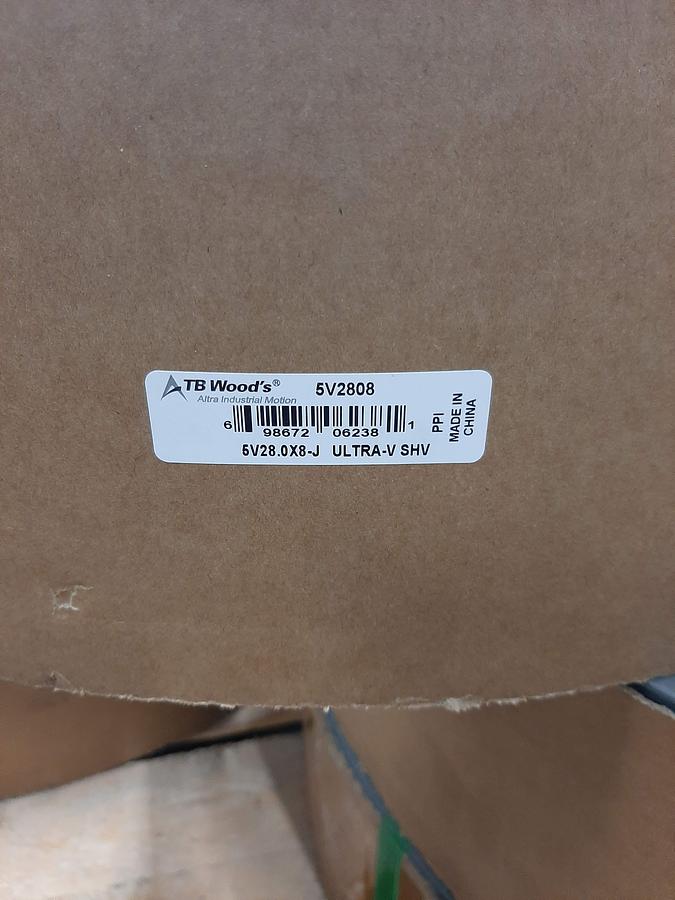 TB Wood's® 5V2808
Altra Industrial Motion
6 98672 06238 1
5V28.0X8-J ULTRA-V SHV
PPI
MADE IN
CHINA